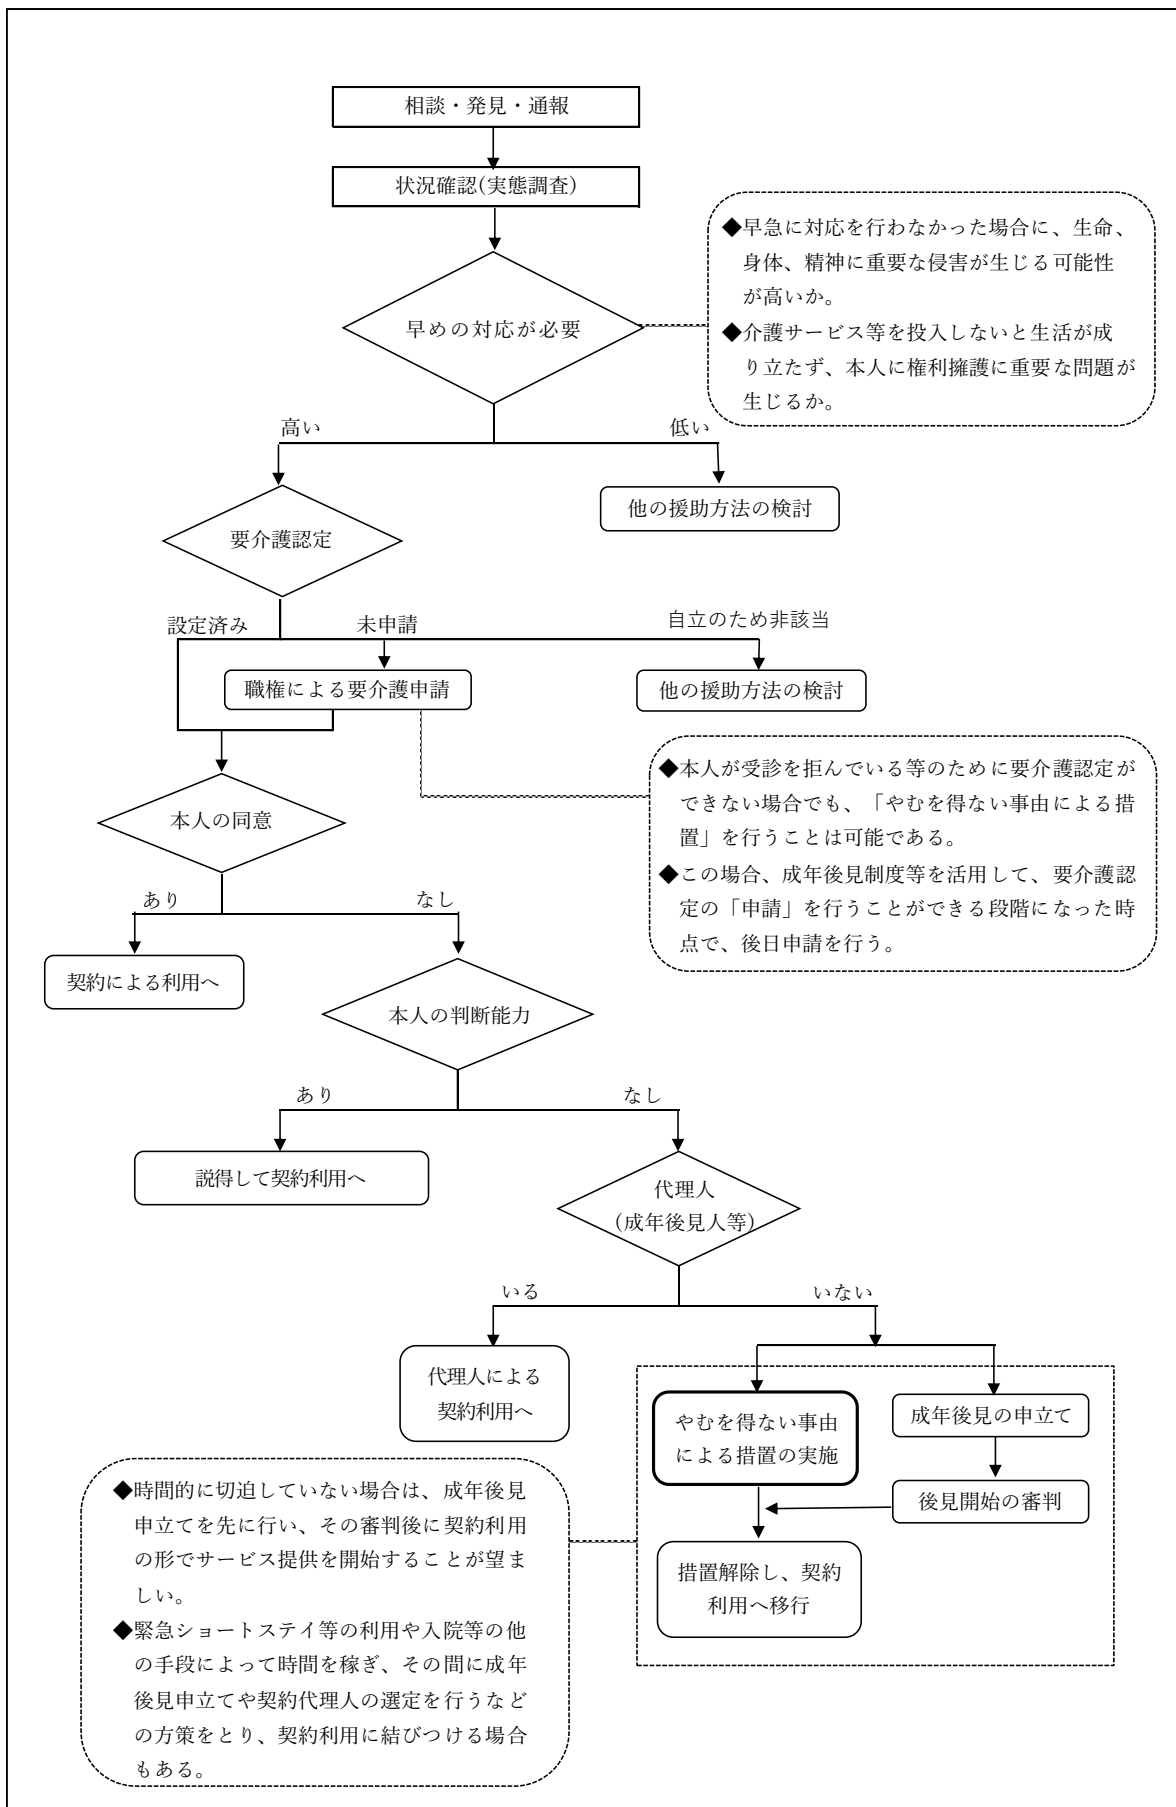 相談・発見・通報
状況確認(実態調査)
◆早急に対応を行わなかった場合に、生命、
身体、精神に重要な侵害が生じる可能性
が高いか。
◆介護サービス等を投入しないと生活が成
り立たず、本人に権利擁護に重要な問題が
生じるか。
早めの対応が必要
高い
低い
他の援助方法の検討
要介護認定
設定済み
未申請
自立のため非該当
職権による要介護申請
他の援助方法の検討
◆本人が受診を拒んでいる等のために要介護認定が
できない場合でも、「やむを得ない事由による措
置」を行うことは可能である。
◆この場合、成年後見制度等を活用して、要介護認
定の「申請」を行うことができる段階になった時
点で、後日申請を行う。
本人の同意
あり
なし
契約による利用へ
本人の判断能力
あり
なし
説得して契約利用へ
代理人
（成年後見人等）
いる
いない
代理人による
契約利用へ
やむを得ない事由
による措置の実施
成年後見の申立て
後見開始の審判
措置解除し、契約
利用へ移行
◆時間的に切迫していない場合は、成年後見
申立てを先に行い、その審判後に契約利用
の形でサービス提供を開始することが望ま
しい。
◆緊急ショートステイ等の利用や入院等の他
の手段によって時間を稼ぎ、その間に成年
後見申立てや契約代理人の選定を行うなど
の方策をとり、契約利用に結びつける場合
もある。